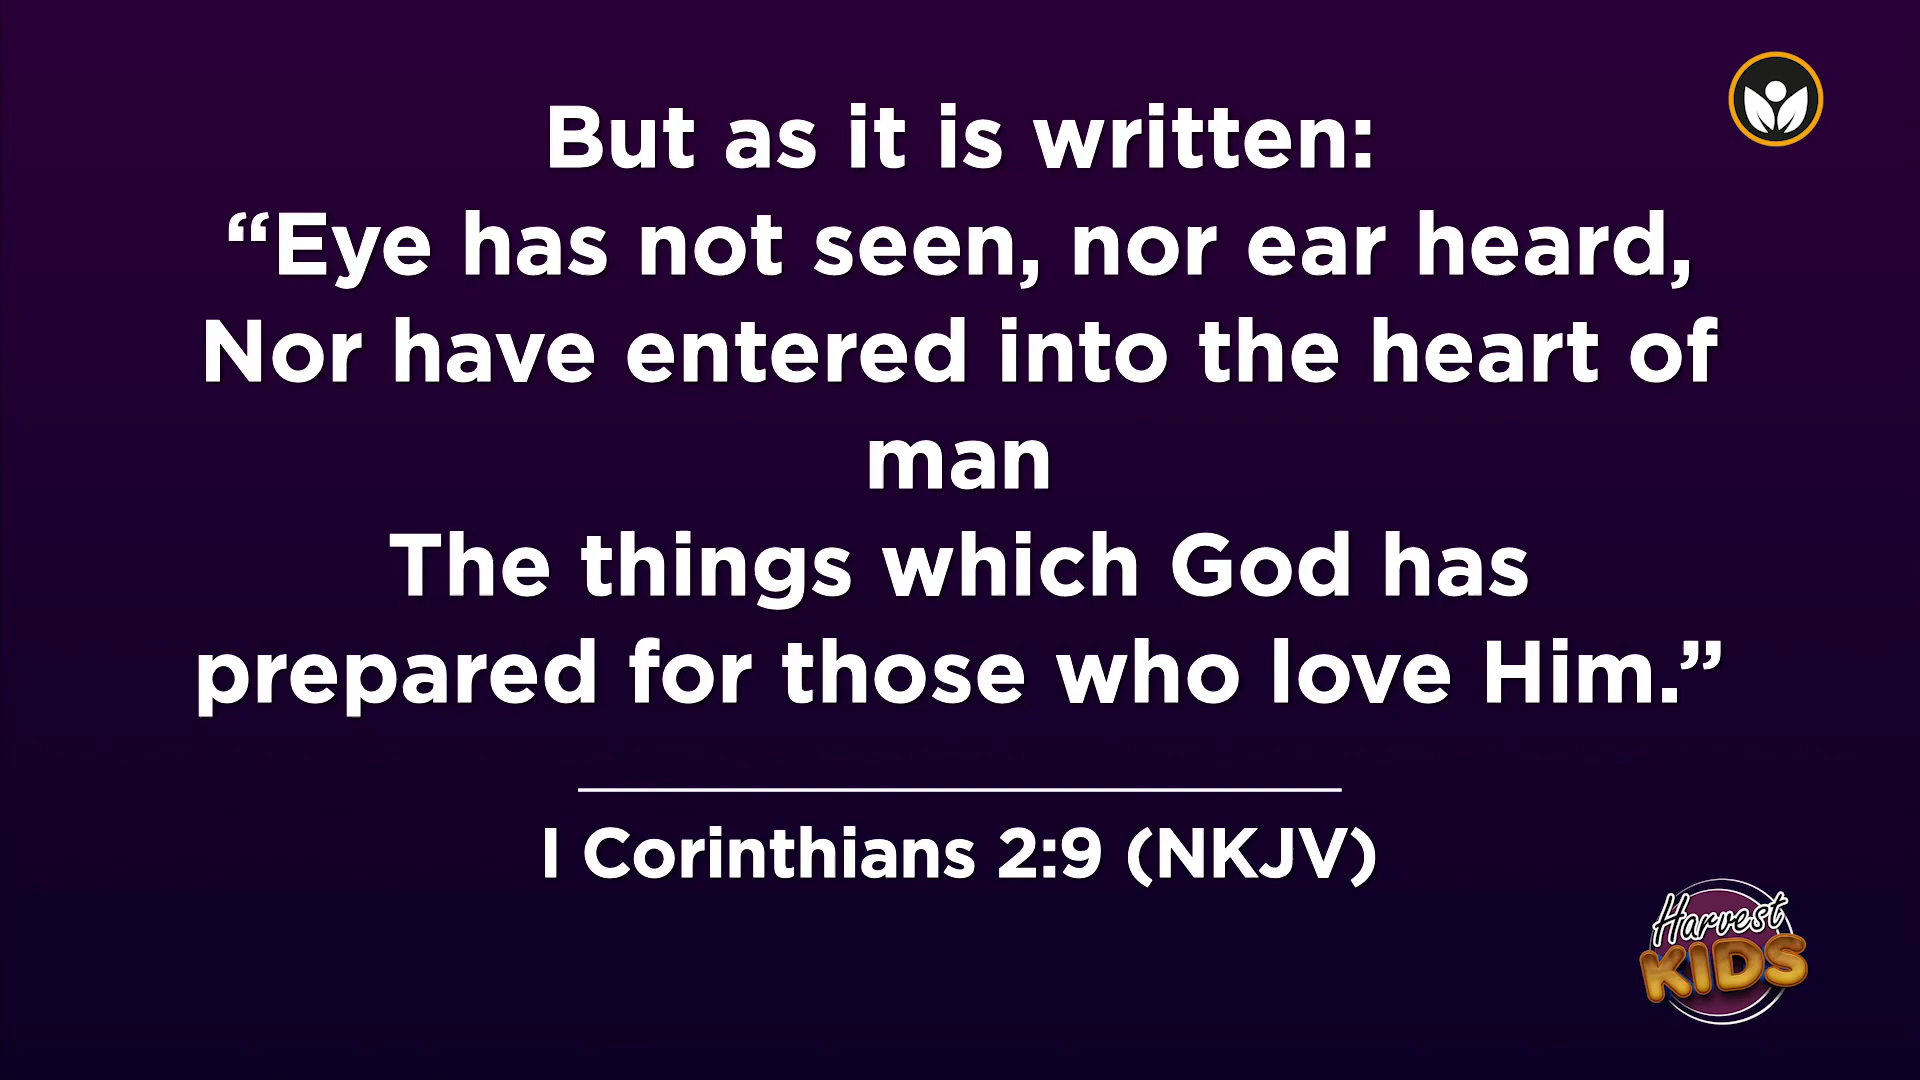 But as it is written:
“Eye has not seen, nor ear heard,
Nor have entered into the heart of
man
The things which God has
prepared for those who love Him.”
I Corinthians 2:9 (NKJV)
Harvest
KIDS